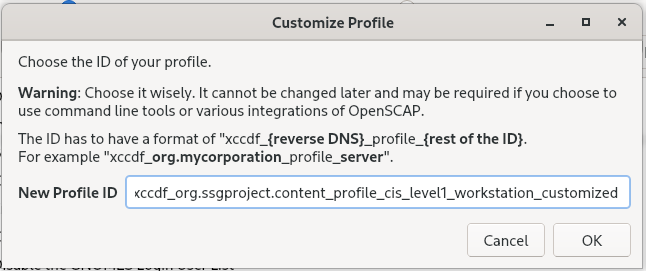 Customize Profile
Choose the ID of your profile.
Warning: Choose it wisely. It cannot be changed later and may be required if you choose to
use command line tools or various integrations of OpenSCAP.
The ID has to have a format of "xccdf_{reverse DNS}_profile_{rest of the ID}.
For example "xccdf_org.mycorporation_profile_server".
New Profile ID xccdf_org.ssgproject.content_profile_cis_level1_workstation_customized
Cancel OK